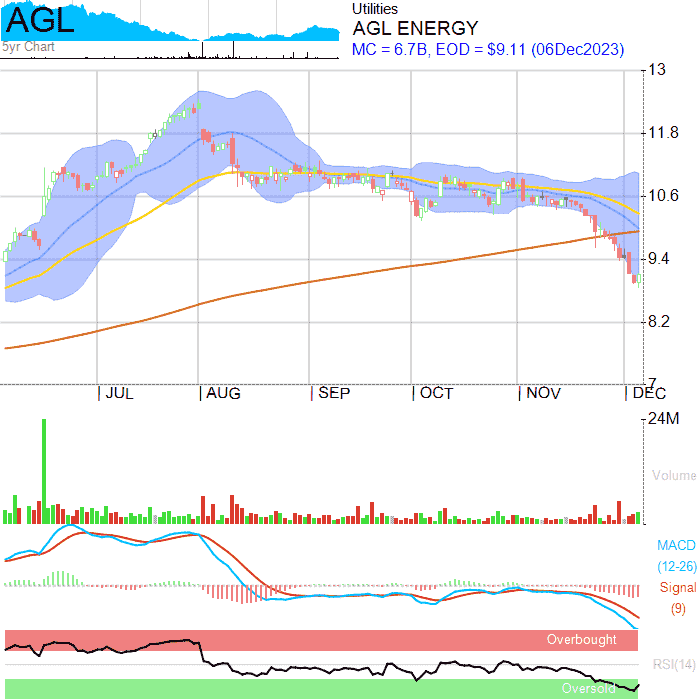 AGL
5yr Chart
Utilities
AGL ENERGY
MC = 6.7B, EOD = $9.11 (06Dec2023)
13
11.8
10.6
9.4
8.2
7
JUL AUG SEP OCT NOV DEC
24M
Volume
MACD
(12-26)
Signal
(9)
Overbought
RSI(14)
Oversold